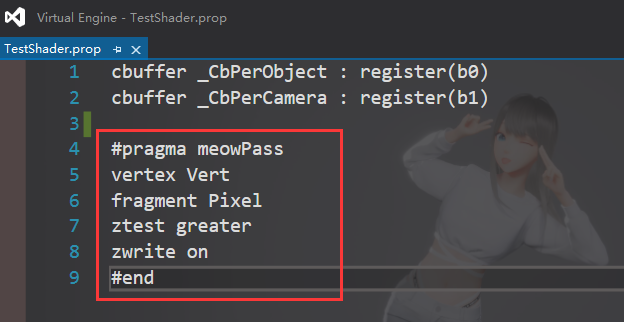 Virtual Engine - TestShader.prop
TestShader.prop
1 cbuffer _CbPerObject : register(b0)
2 cbuffer _CbPerCamera : register(b1)
3
4 #pragma meowPass
5 vertex Vert
6 fragment Pixel
7 ztest greater
8 zwrite on
9 #end